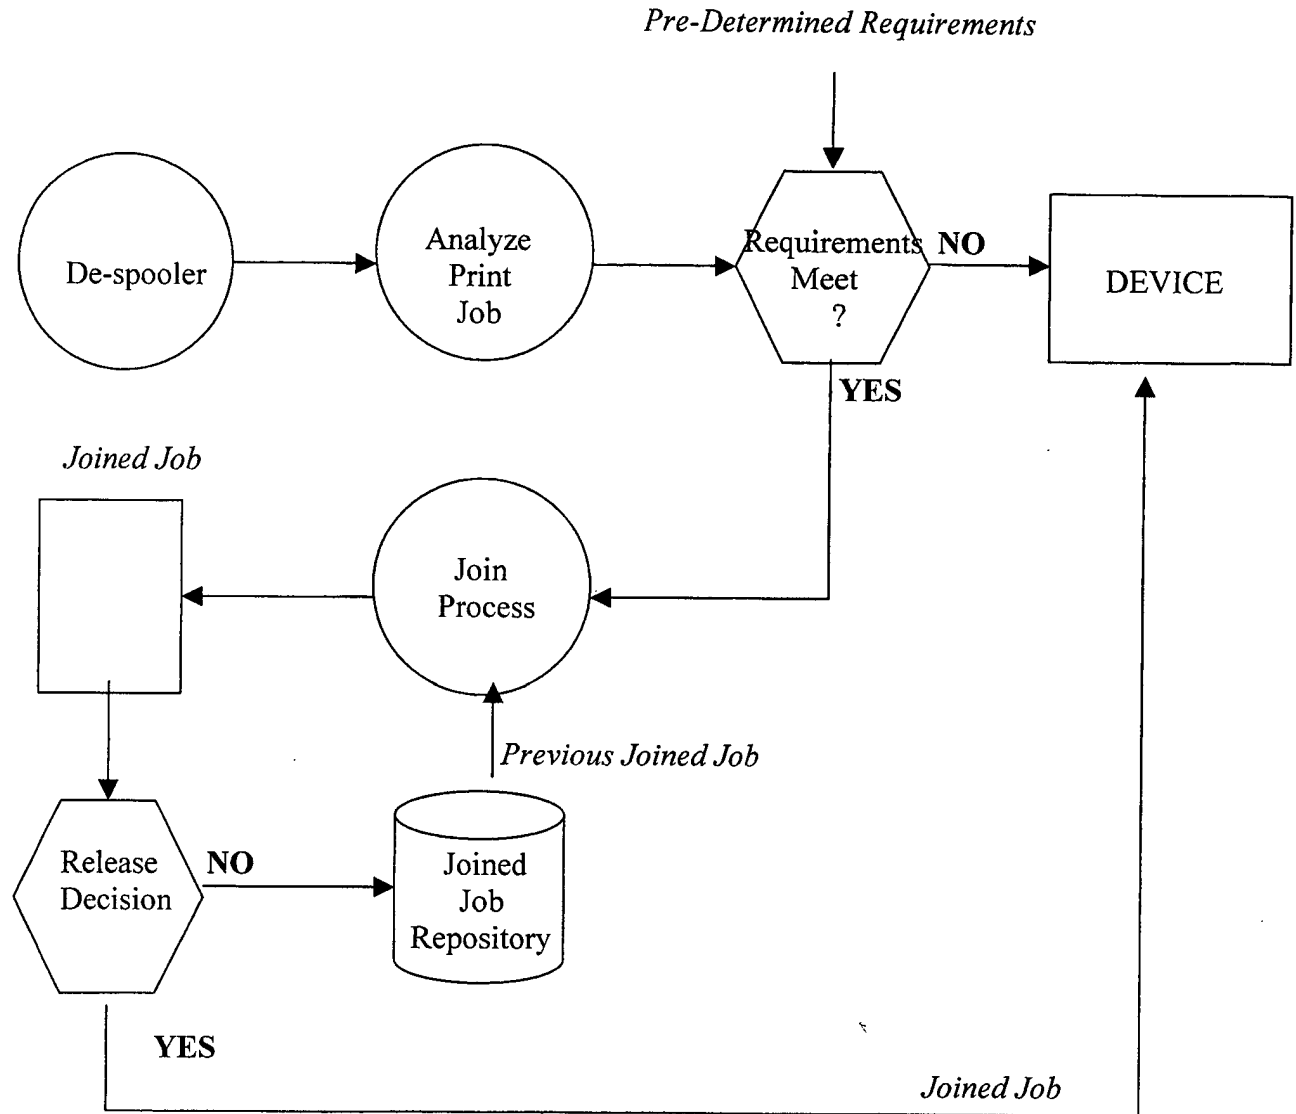 Pre-Determined Requirements
De-spooler
Analyze
Print
Job
Requirements
Meet
?
NO
DEVICE
YES
Joined Job
Join
Process
Previous Joined Job
Release
Decision
NO
Joined
Job
Repository
YES
Joined Job